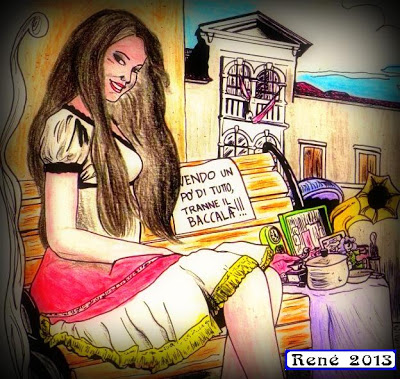 VENDO UN
PO' DI TUTTO,
TRANNE IL
BACCALÀ!!!
René 2013